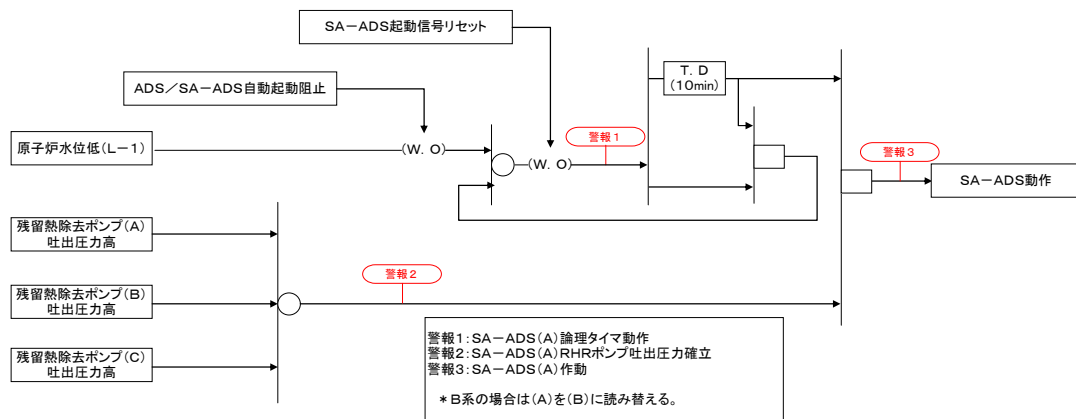 SA－ADS起動信号リセット
ADS／SA－ADS自動起動阻止
原子炉水位低(L－1)
(W. O)
(W. O)
警報１
T. D
(10min)
警報３
SA－ADS動作
残留熱除去ポンプ(A)
吐出圧力高
残留熱除去ポンプ(B)
吐出圧力高
残留熱除去ポンプ(C)
吐出圧力高
警報２
警報１：SA－ADS(A)論理タイマ動作
警報２：SA－ADS(A)RHRポンプ吐出圧力確立
警報３：SA－ADS(A)作動
＊B系の場合は(A)を(B)に読み替える。